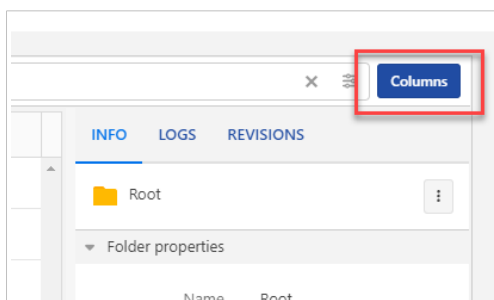 Columns
INFO LOGS REVISIONS
Root
Folder properties
Name Root